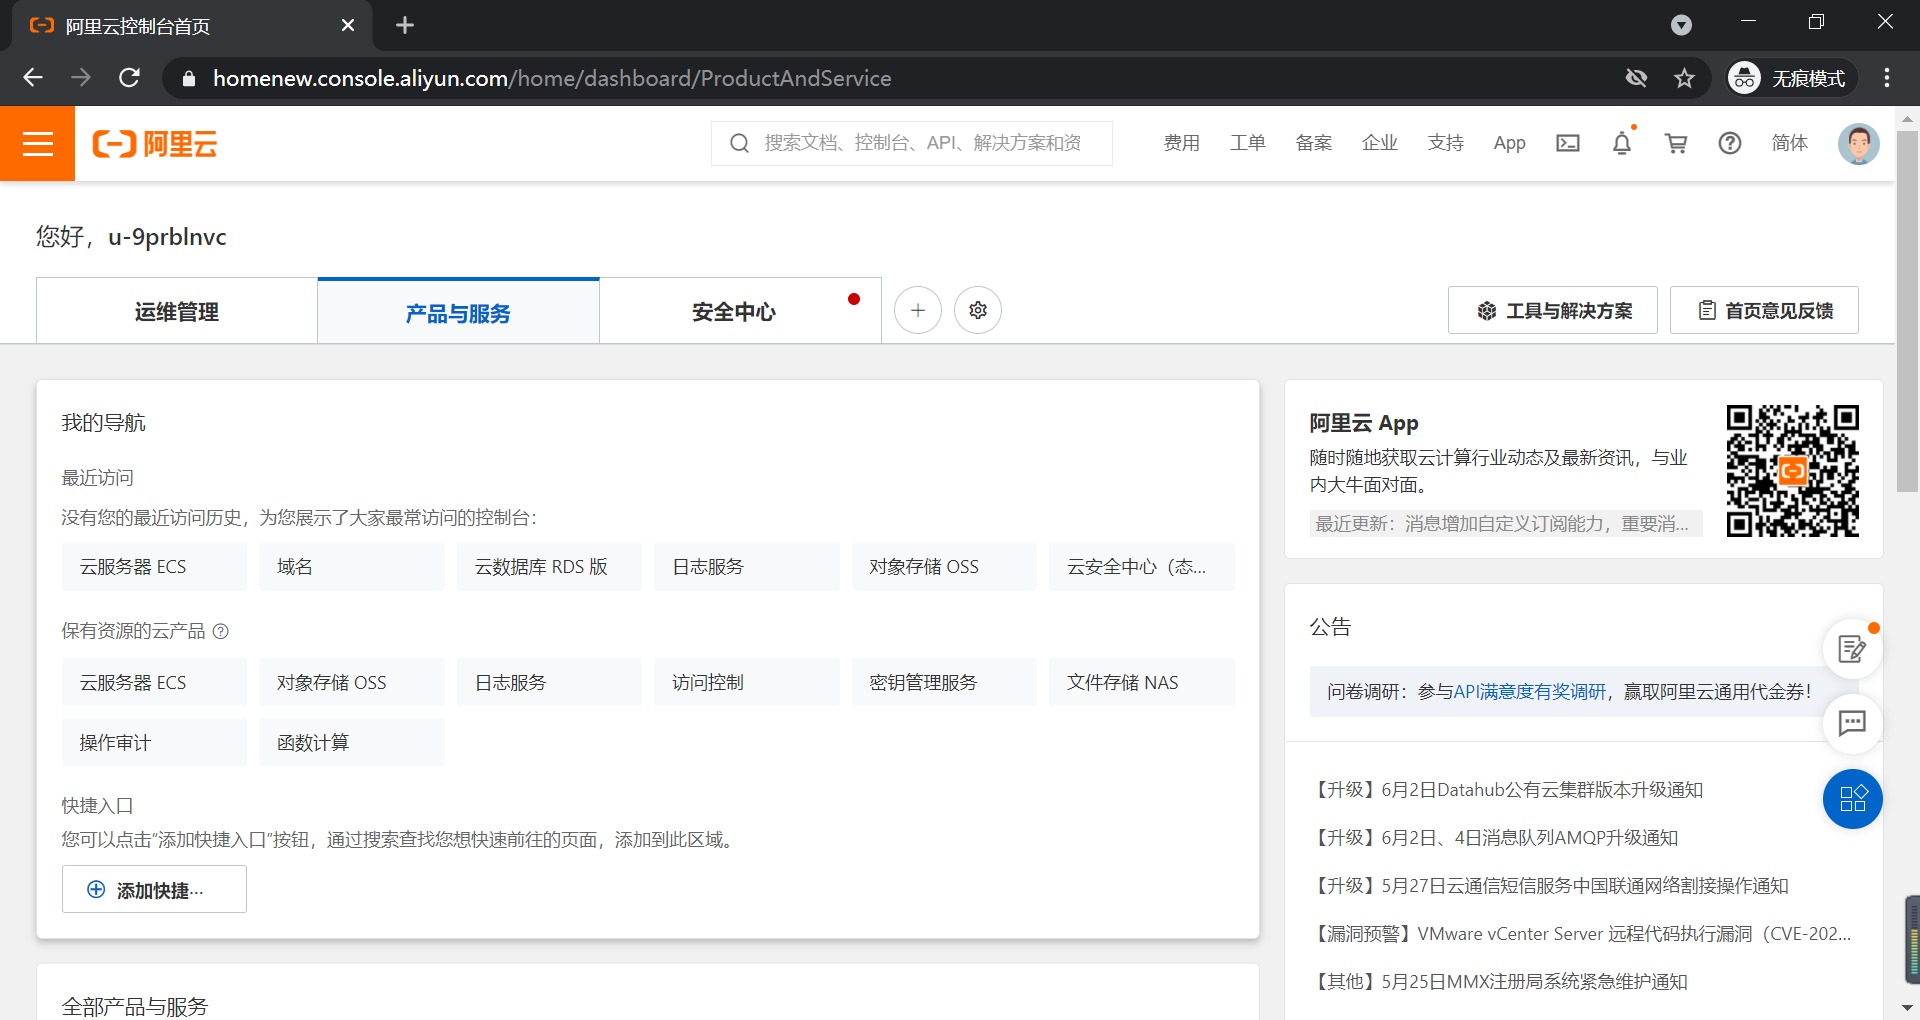 阿里云控制台首页
homenew.console.aliyun.com/home/dashboard/ProductAndService
无痕模式
阿里云
搜索文档、控制台、API、解决方案和资
费用 工单 备案 企业 支持 App 简体
您好，u-9prblnvc
运维管理 产品与服务 安全中心
工具与解决方案 首页意见反馈
我的导航
最近访问
没有您的最近访问历史，为您展示了大家最常访问的控制台：
云服务器 ECS 域名 云数据库 RDS 版 日志服务 对象存储 OSS 云安全中心（态...
保有资源的云产品
云服务器 ECS 对象存储 OSS 日志服务 访问控制 密钥管理服务 文件存储 NAS
操作审计 函数计算
快捷入口
您可以点击“添加快捷入口”按钮，通过搜索查找您想快速前往的页面，添加到此区域。
添加快捷...
全部产品与服务
阿里云 App
随时随地获取云计算行业动态及最新资讯，与业
内大牛面对面。
最近更新：消息增加自定义订阅能力，重要消...
公告
问卷调研：参与API满意度有奖调研，赢取阿里云通用代金券！
【升级】6月2日Datahub公有云集群版本升级通知
【升级】6月2日、4日消息队列AMQP升级通知
【升级】5月27日云通信短信服务中国联通网络割接操作通知
【漏洞预警】VMware vCenter Server 远程代码执行漏洞（CVE-202...
【其他】5月25日MMX注册局系统紧急维护通知